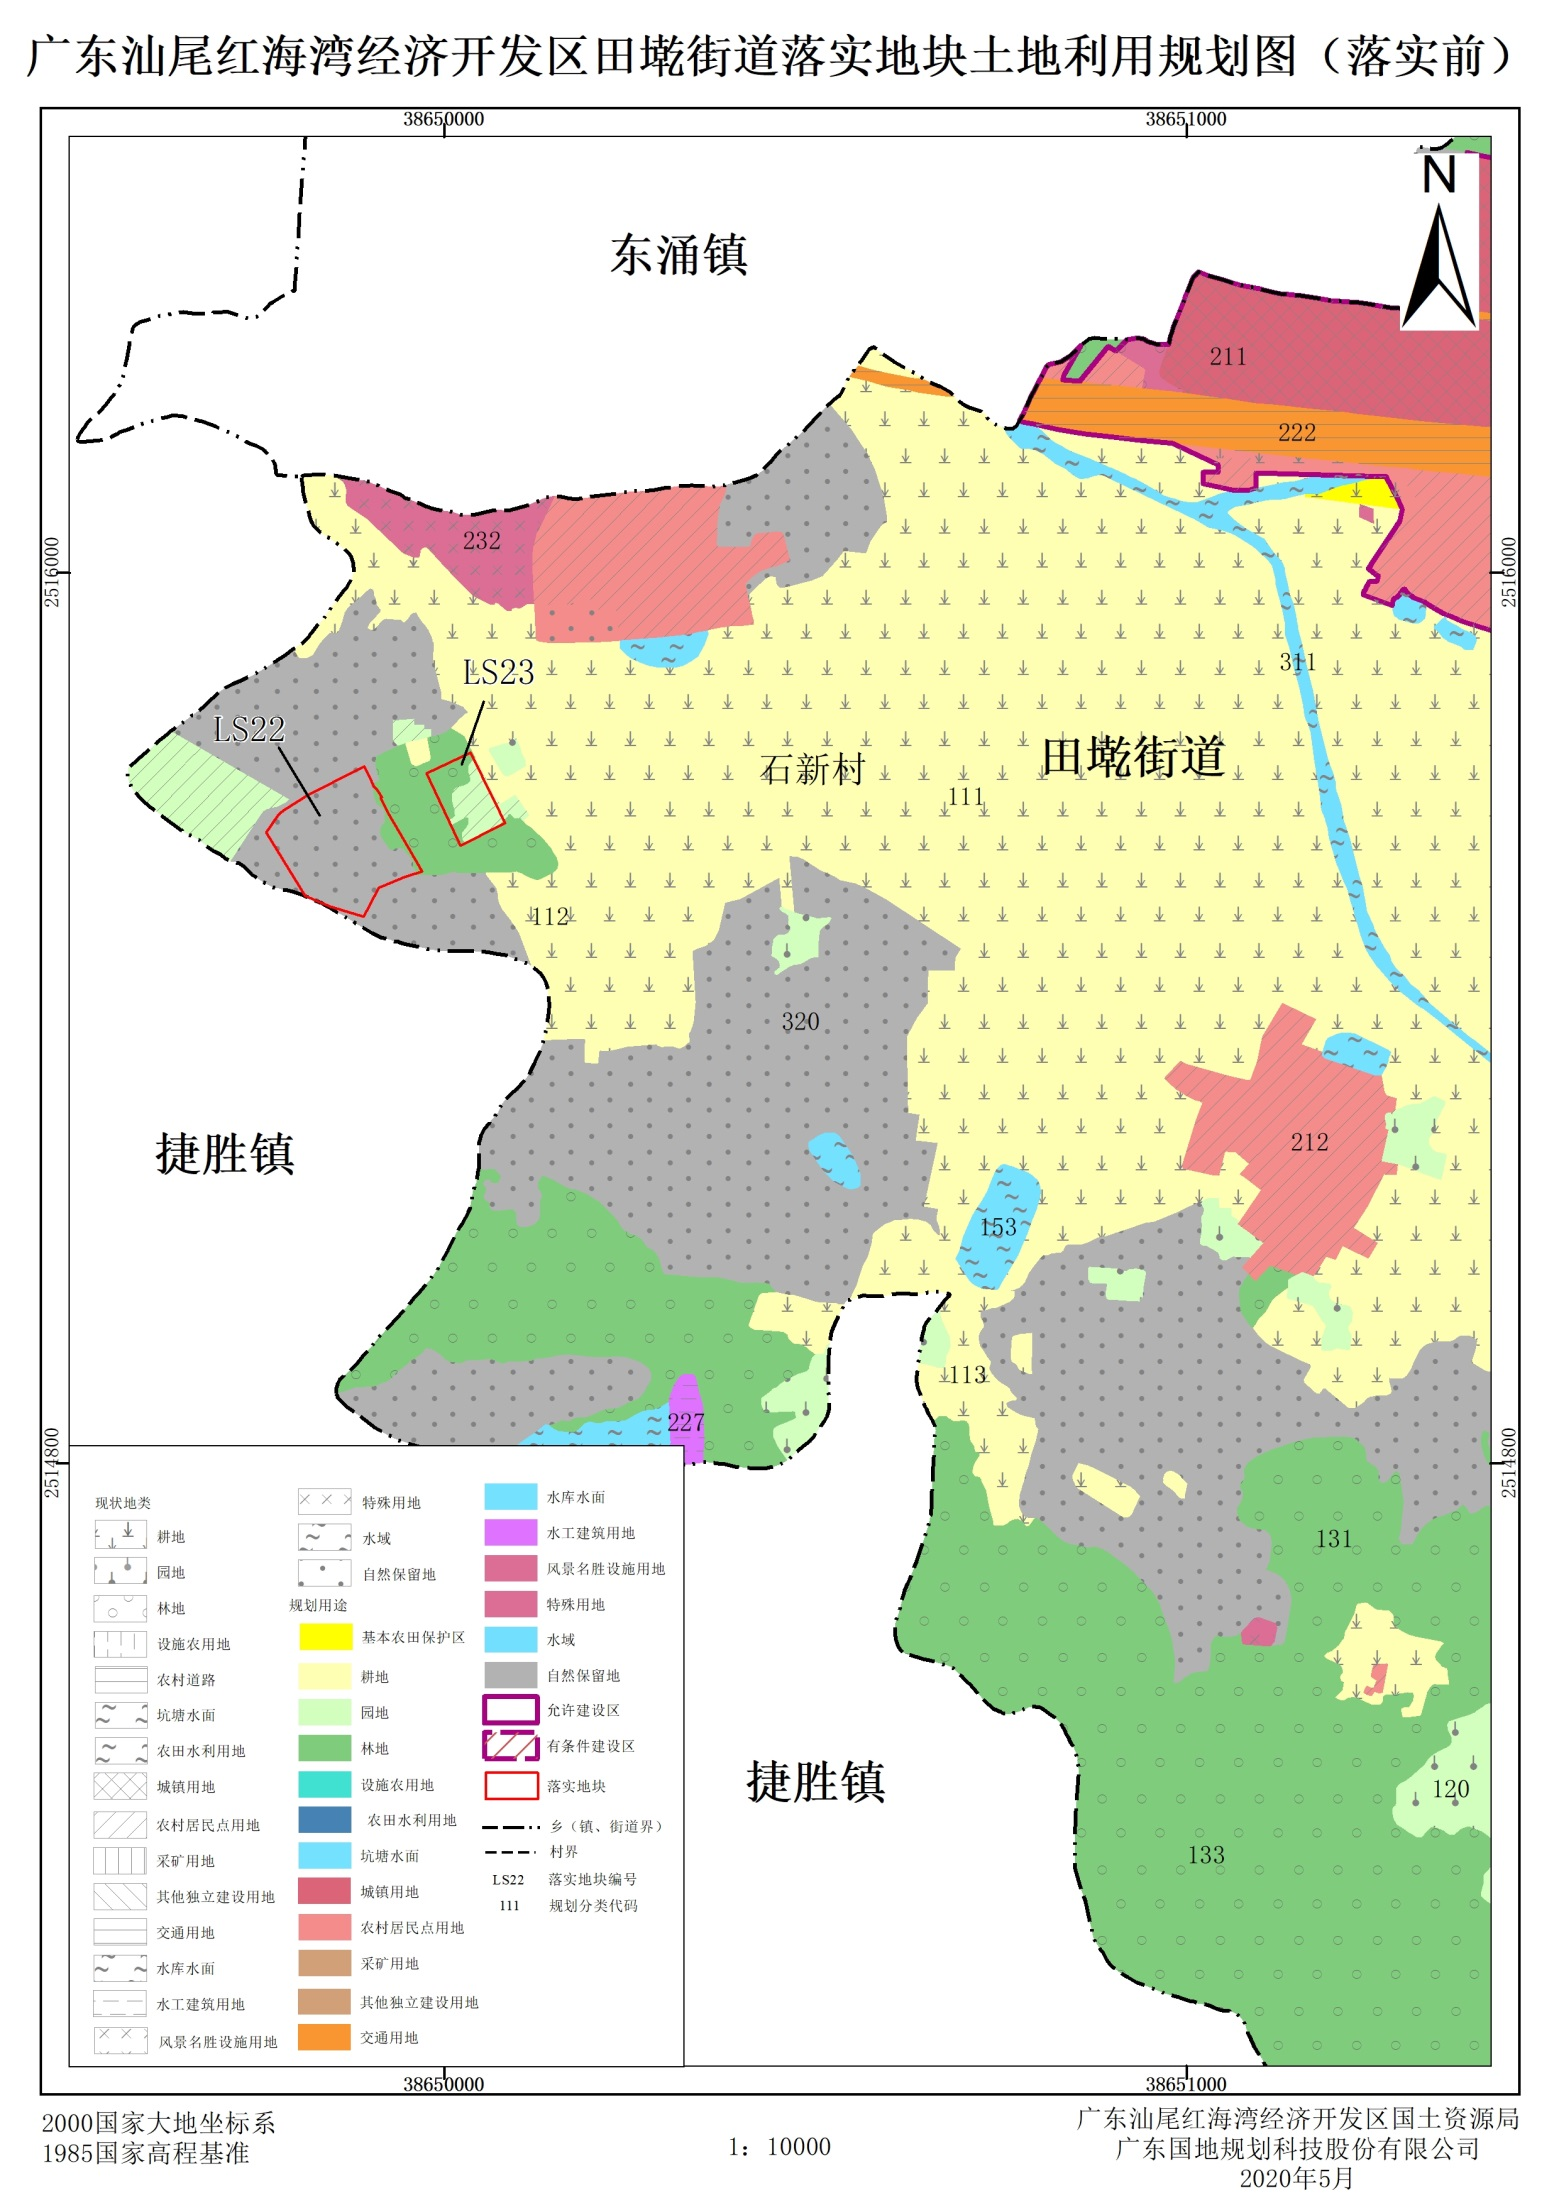 广东汕尾红海湾经济开发区田墘街道落实地块土地利用规划图（落实前）
38650000
38651000
N
东涌镇
211
222
232
2516000
2516000
311
LS23
LS22
石新村
田墘街道
111
112
320
捷胜镇
212
153
113
227
2514800
2514800
131
捷胜镇
120
133
现状地类
耕地
园地
林地
设施农用地
农村道路
坑塘水面
农田水利用地
城镇用地
农村居民点用地
采矿用地
其他独立建设用地
交通用地
水库水面
水工建筑用地
风景名胜设施用地
特殊用地
水域
自然保留地
规划用途
基本农田保护区
耕地
园地
林地
设施农用地
农田水利用地
坑塘水面
城镇用地
农村居民点用地
采矿用地
其他独立建设用地
交通用地
水库水面
水工建筑用地
风景名胜设施用地
特殊用地
水域
自然保留地
允许建设区
有条件建设区
落实地块
乡（镇、街道界）
村界
LS22 落实地块编号
111 规划分类代码
38650000
38651000
2000国家大地坐标系
1985国家高程基准
1：10000
广东汕尾红海湾经济开发区国土资源局
广东国地规划科技股份有限公司
2020年5月